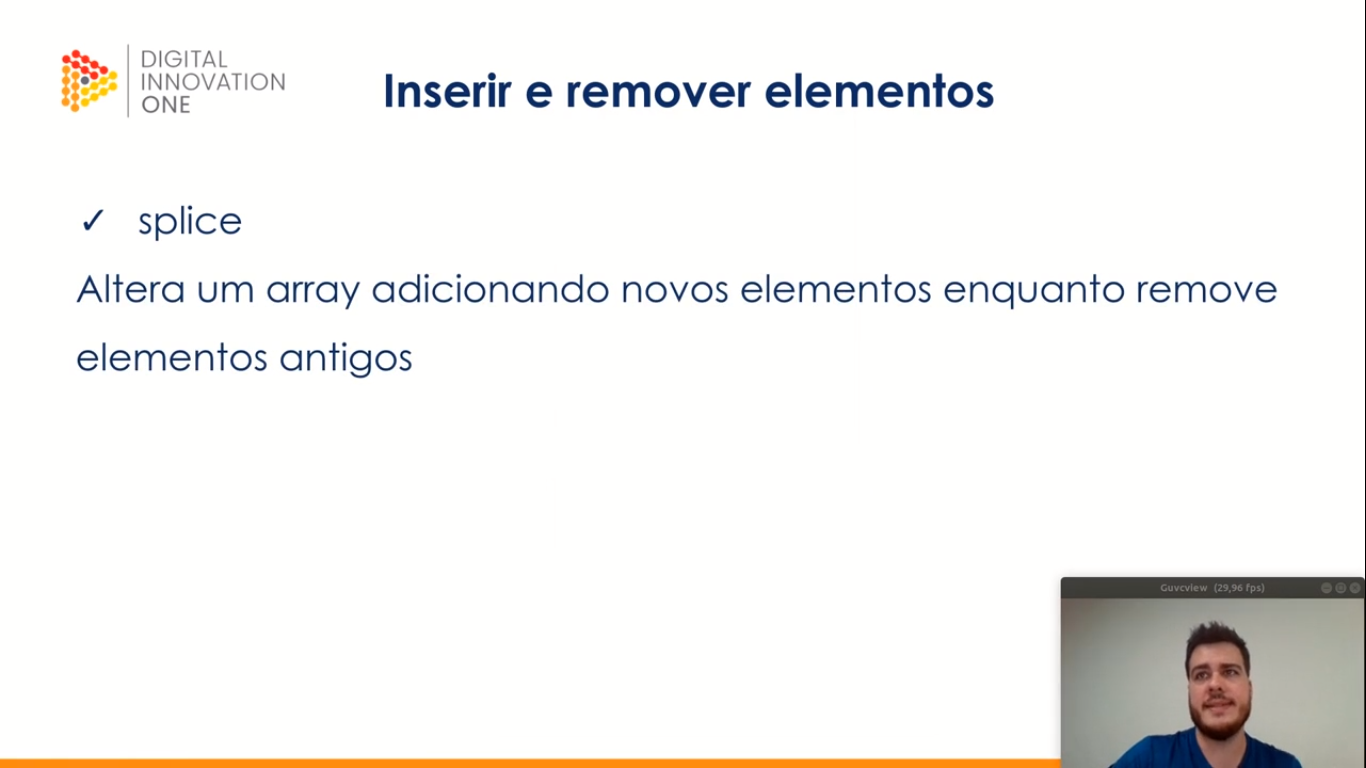 DIGITAL
INNOVATION
ONE
Inserir e remover elementos
✓ splice
Altera um array adicionando novos elementos enquanto remove
elementos antigos
Guvcview (29,96 fps)